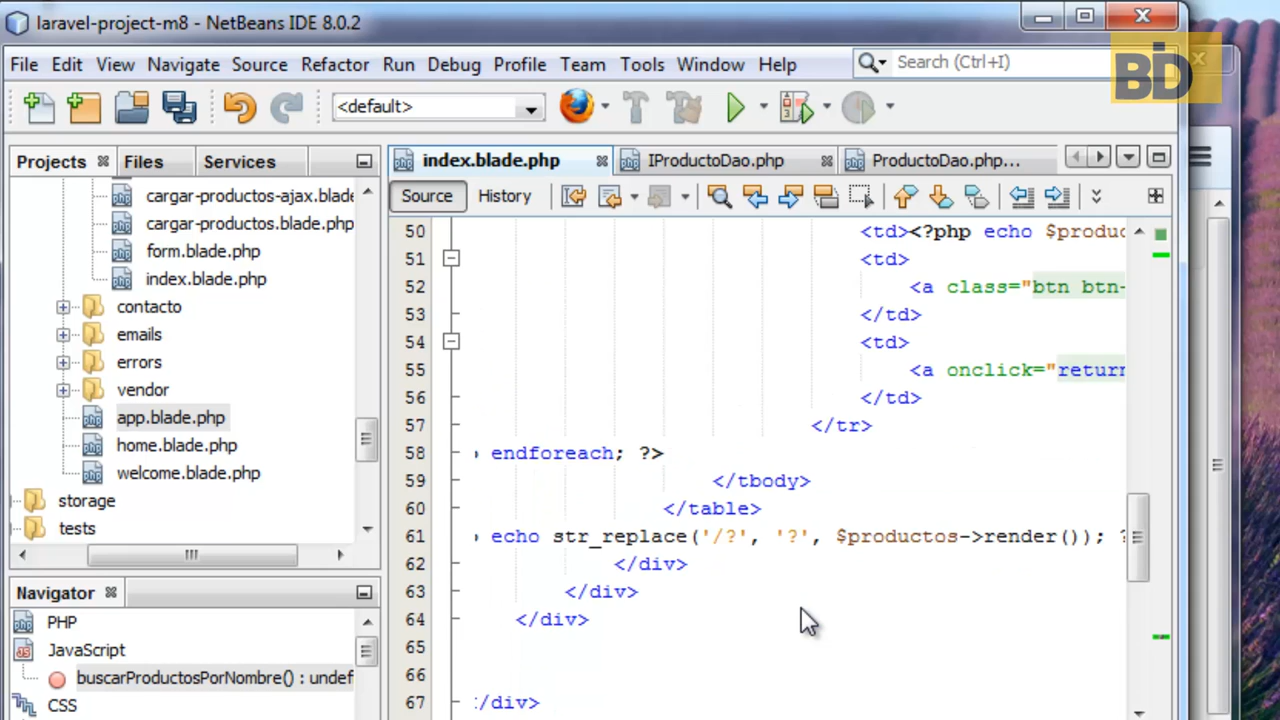 laravel-project-m8 - NetBeans IDE 8.0.2
BD
File Edit View Navigate Source Refactor Run Debug Profile Team Tools Window Help
Search (Ctrl+I)
<default>
Projects Files Services
index.blade.php IProductoDao.php ProductoDao.php...
Source History
cargar-productos-ajax.blade
cargar-productos.blade.php
form.blade.php
index.blade.php
contacto
emails
errors
vendor
app.blade.php
home.blade.php
welcome.blade.php
storage
tests
Navigator
PHP
JavaScript
buscarProductosPorNombre() : undef
CSS
50 <td><?php echo $produc
51 <td>
52 <a class="btn btn-
53 </td>
54 <td>
55 <a onclick="return
56 </td>
57 </tr>
58 endforeach; ?>
59 </tbody>
60 </table>
61 echo str_replace('/?', '?', $productos->render()); ?
62 </div>
63 </div>
64 </div>
65
66
67 /div>